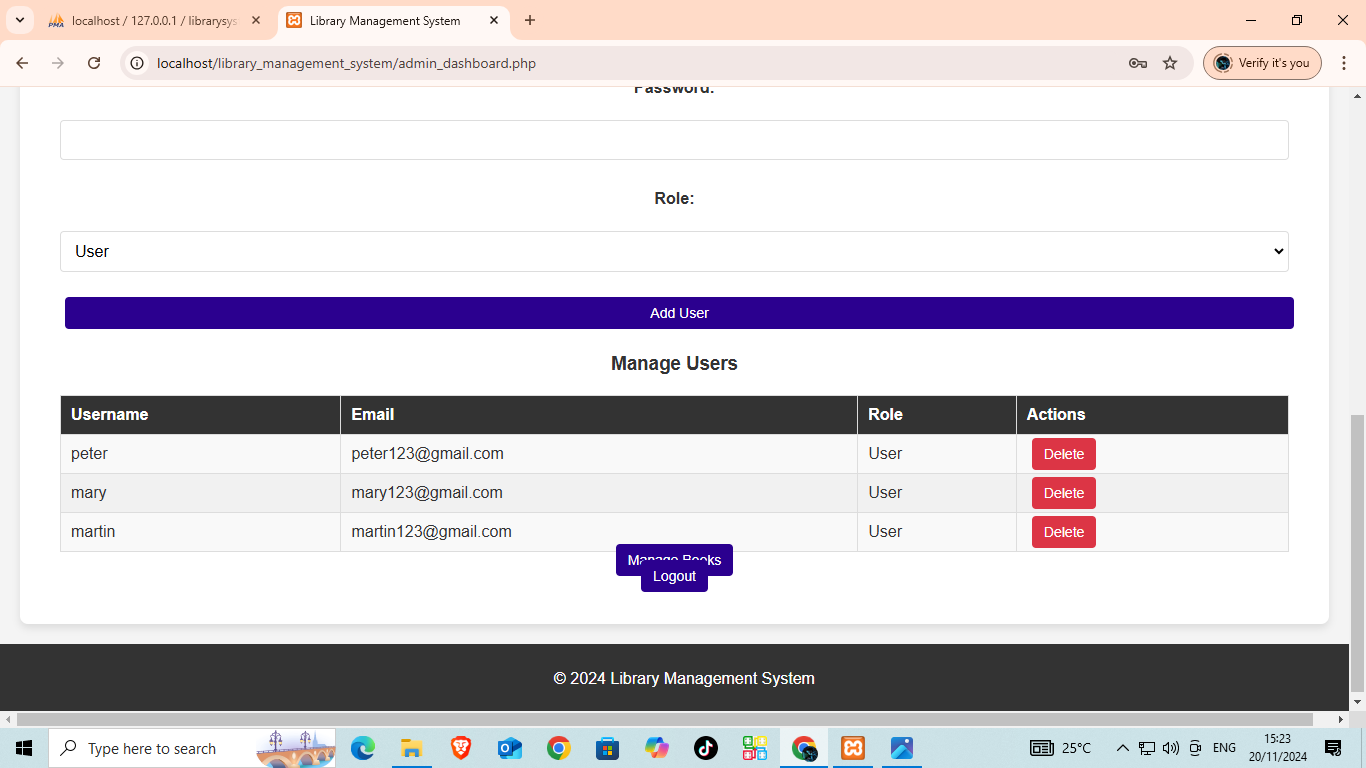 localhost / 127.0.0.1 / librarysys
Library Management System
localhost/library_management_system/admin_dashboard.php
Verify it's you
Password:
Role:
User
Add User
Manage Users
Username Email Role Actions
peter peter123@gmail.com User Delete
mary mary123@gmail.com User Delete
martin martin123@gmail.com User Delete
Manage Books
Logout
© 2024 Library Management System
Type here to search
25°C
ENG
15:23
20/11/2024